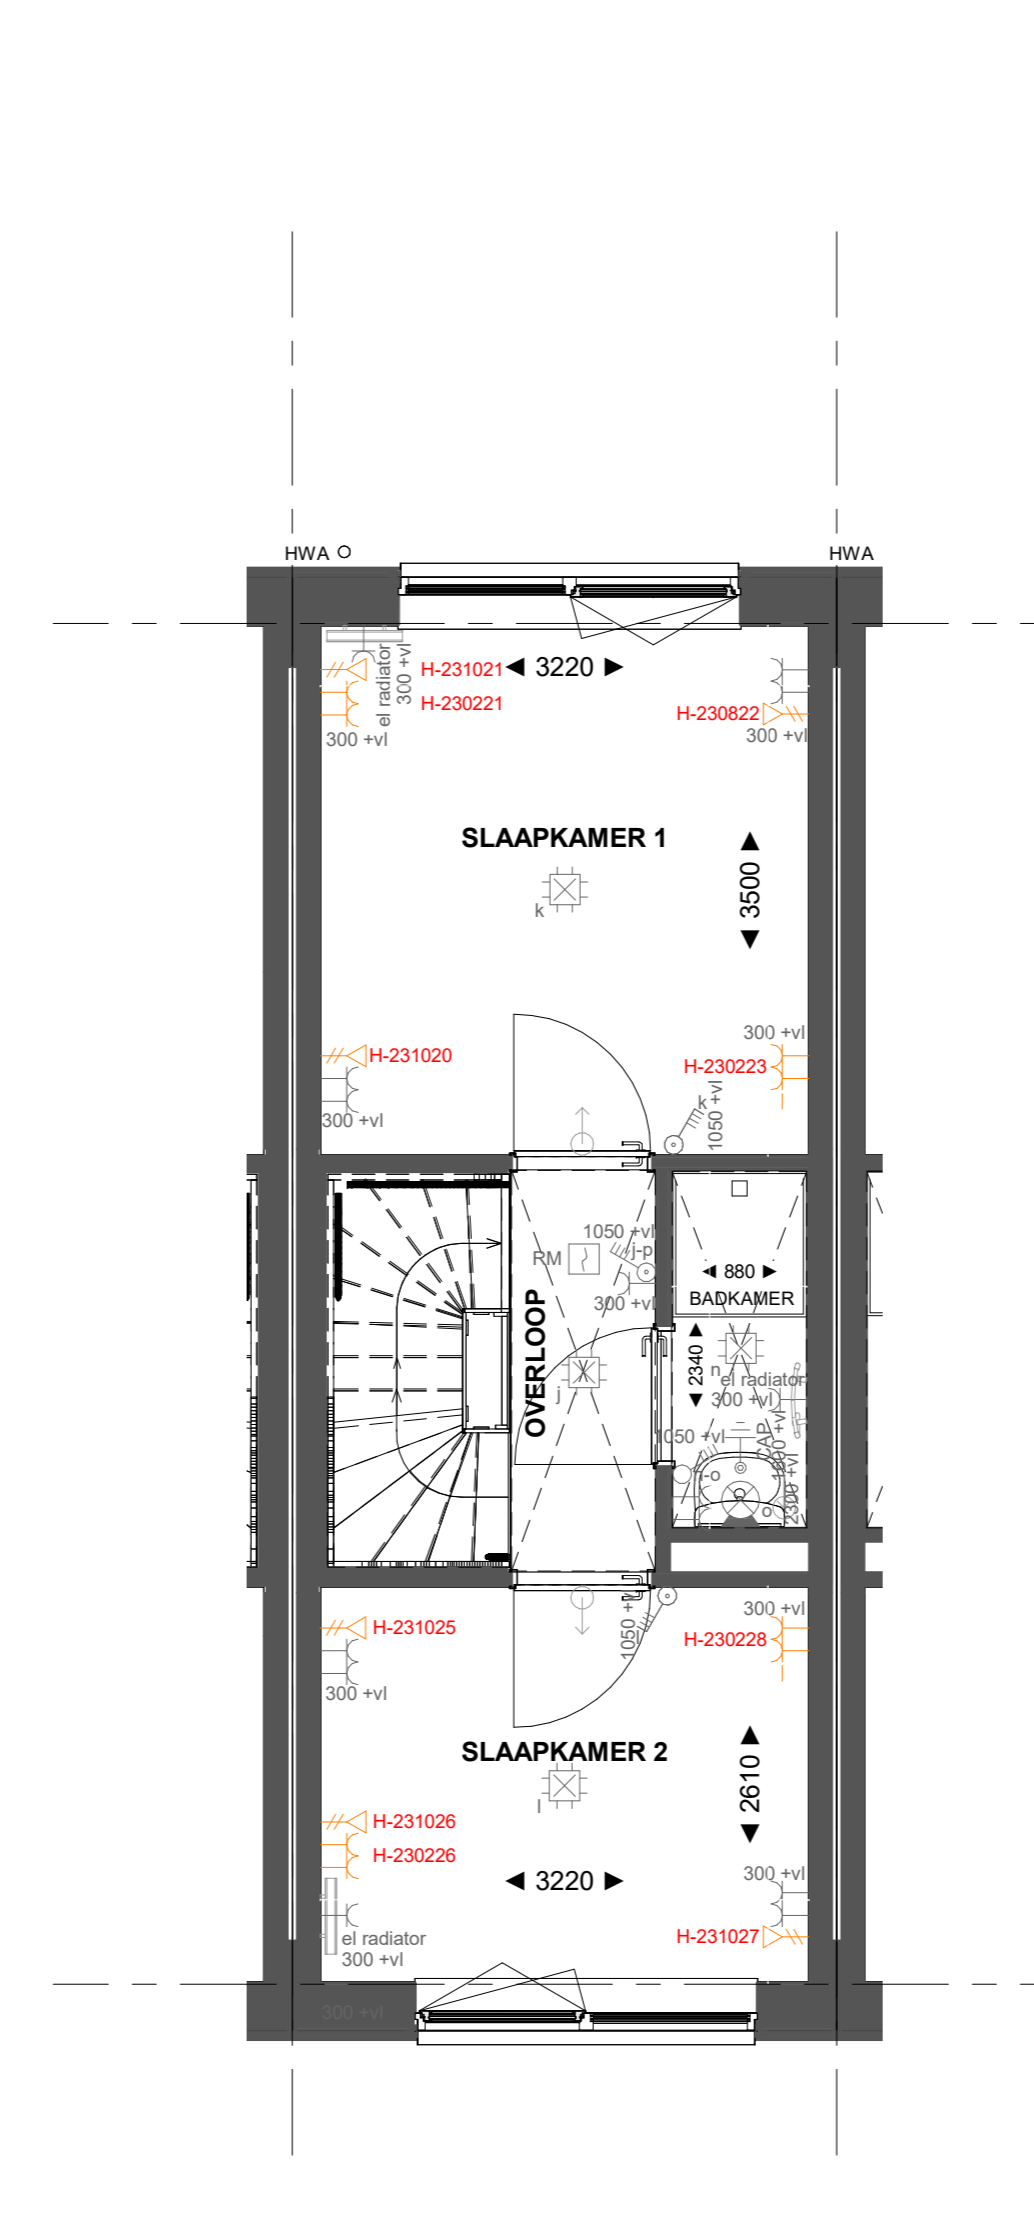 HWA
HWA
H-231021
3220
el radiator
300 +vl
H-230221
H-230822
300 +vl
300 +vl
SLAAPKAMER 1
k
3500
300 +vl
H-231020
H-230223
k
1050 +vl
300 +vl
1050 +vl
j-p
RM
300 +vl
880
BADKAMER
OVERLOOP
2340
n
el radiator
300 +vl
j
1050 +vl
CAP
1000 +vl
2300 +vl
n-o
o
300 +vl
H-231025
H-230228
1050 +vl
300 +vl
SLAAPKAMER 2
l
2610
H-231026
H-230226
3220
300 +vl
H-231027
el radiator
300 +vl
300 +vl